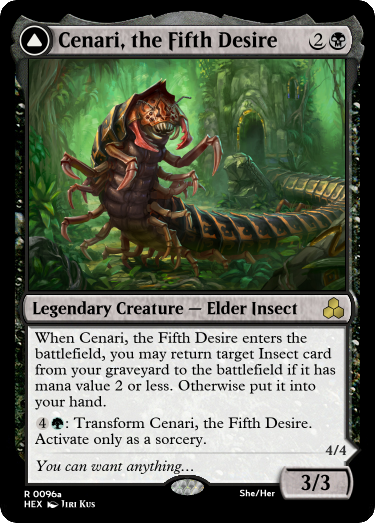 Cenari, the Fifth Desire 2
Legendary Creature — Elder Insect
When Cenari, the Fifth Desire enters the
battlefield, you may return target Insect card
from your graveyard to the battlefield if it has
mana value 2 or less. Otherwise put it into
your hand.
4 : Transform Cenari, the Fifth Desire.
Activate only as a sorcery.
4/4
You can want anything...
3/3
R 0096a
She/Her
HEX Jiri Kus